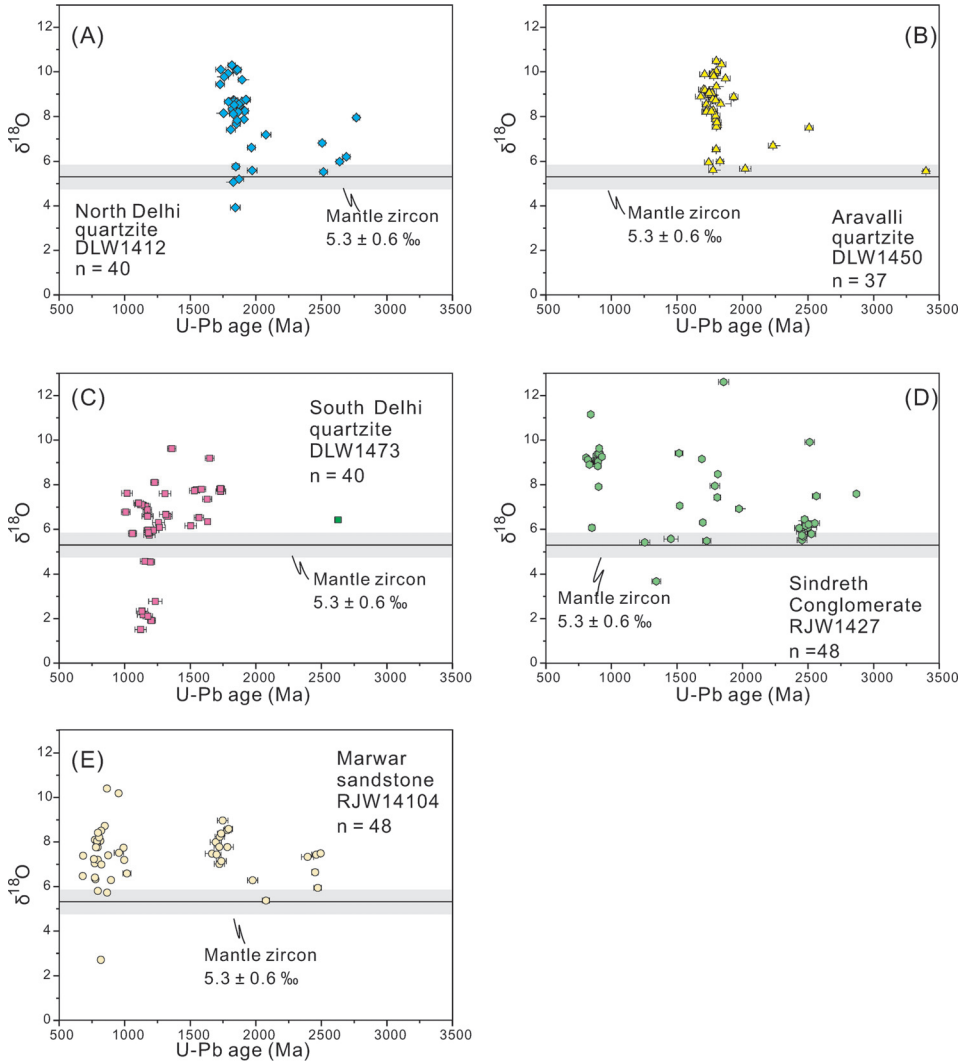 (A)
12
10
8
6
4
2
0
δ18O
North Delhi
quartzite
DLW1412
n = 40
Mantle zircon
5.3 ± 0.6 ‰
500
1000
1500
2000
2500
3000
3500
U-Pb age (Ma)
(B)
12
10
8
6
4
2
0
δ18O
Mantle zircon
5.3 ± 0.6 ‰
Aravalli
quartzite
DLW1450
n = 37
500
1000
1500
2000
2500
3000
3500
U-Pb age (Ma)
(C)
12
10
8
6
4
2
0
δ18O
South Delhi
quartzite
DLW1473
n = 40
Mantle zircon
5.3 ± 0.6 ‰
500
1000
1500
2000
2500
3000
3500
U-Pb age (Ma)
(D)
12
10
8
6
4
2
0
δ18O
Mantle zircon
5.3 ± 0.6 ‰
Sindreth
Conglomerate
RJW1427
n =48
500
1000
1500
2000
2500
3000
3500
U-Pb age (Ma)
(E)
12
10
8
6
4
2
0
δ18O
Marwar
sandstone
RJW14104
n = 48
Mantle zircon
5.3 ± 0.6 ‰
500
1000
1500
2000
2500
3000
3500
U-Pb age (Ma)